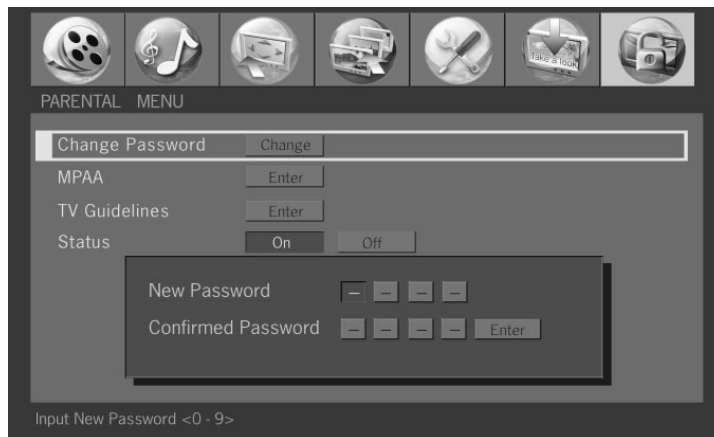 Take a look
PARENTAL MENU
Change Password Change
MPAA Enter
TV Guidelines Enter
Status On Off
New Password – – – –
Confirmed Password – – – – Enter
Input New Password <0 - 9>